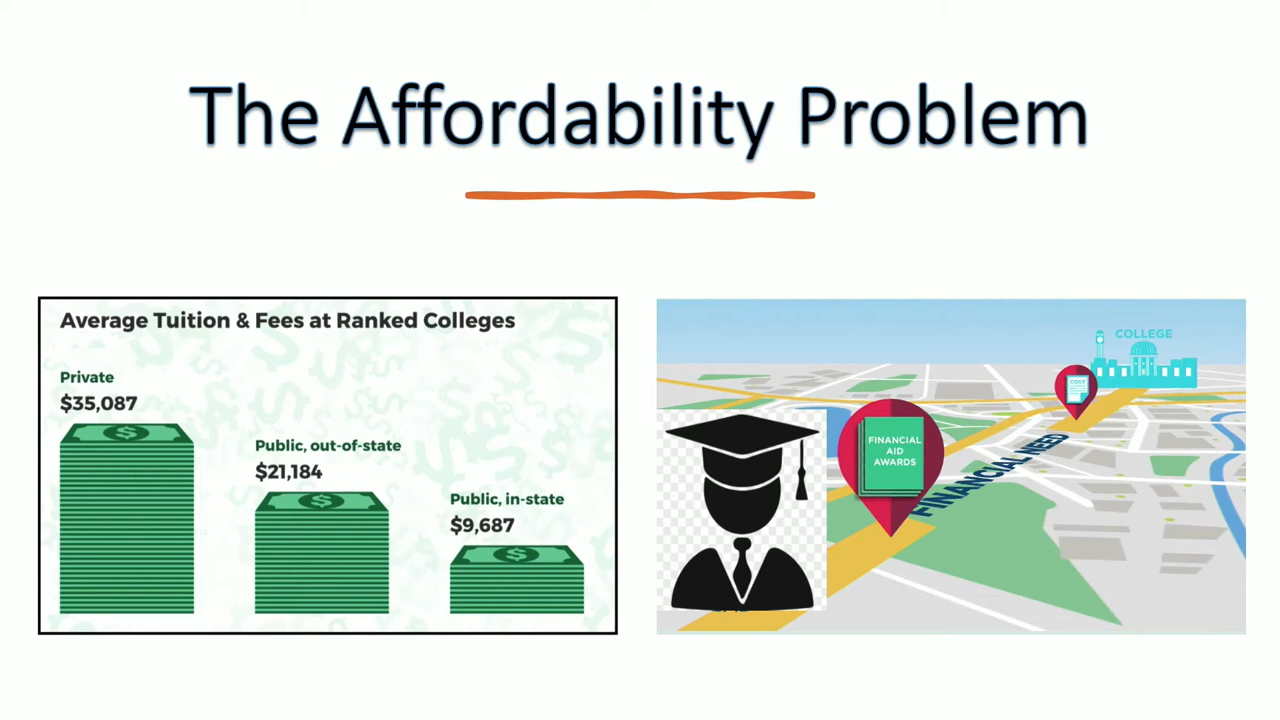 The Affordability Problem
Average Tuition & Fees at Ranked Colleges
Private
$35,087
Public, out-of-state
$21,184
Public, in-state
$9,687
COLLEGE
COST
FINANCIAL
AID
AWARDS
FINANCIAL NEED